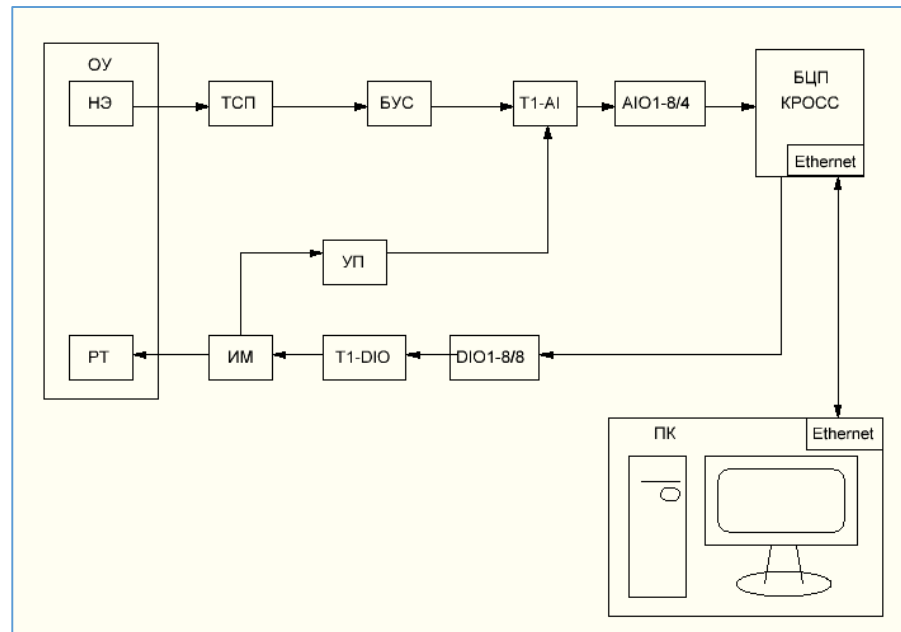 ОУ
НЭ
ТСП
БУС
T1-AI
AIO1-8/4
БЦП
КРОСС
Ethernet
УП
РТ
ИМ
T1-DIO
DIO1-8/8
ПК
Ethernet